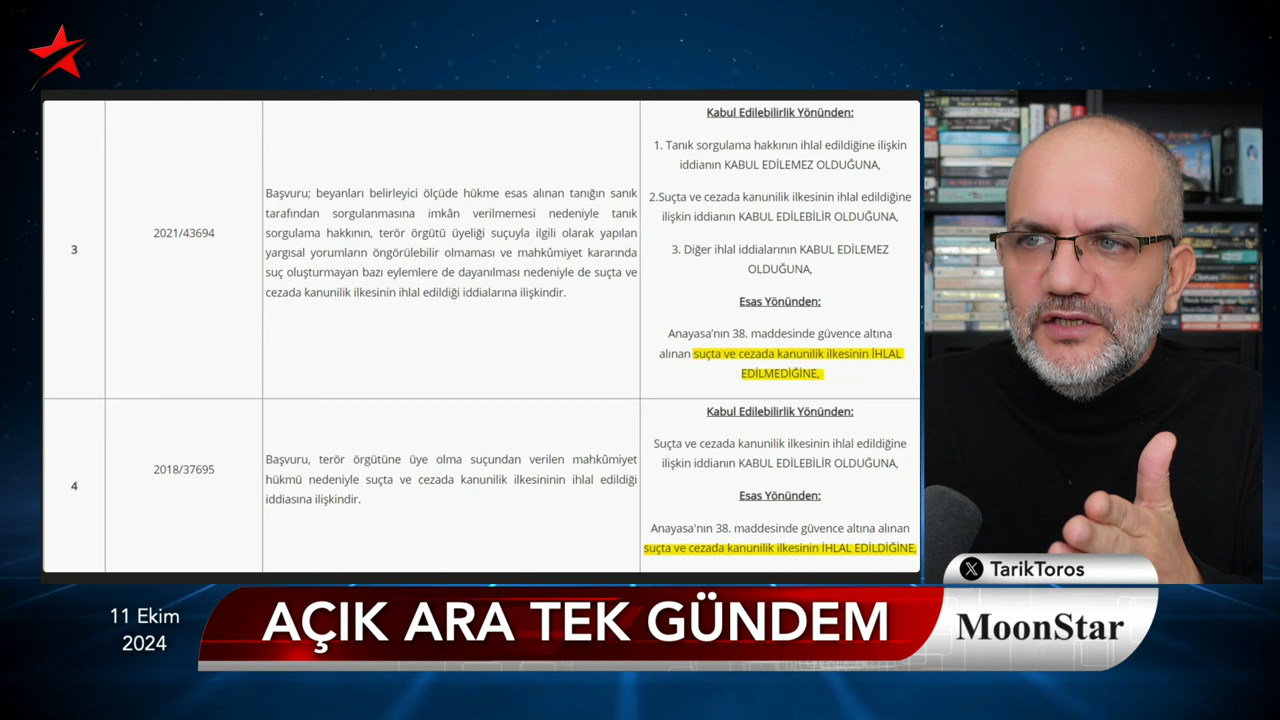 3
2021/43694
Başvuru; beyanları belirleyici ölçüde hükme esas alınan tanığın sanık
tarafından sorgulanmasına imkân verilmemesi nedeniyle tanık
sorgulama hakkının, terör örgütü üyeliği suçuyla ilgili olarak yapılan
yargısal yorumların öngörülebilir olmaması ve mahkûmiyet kararında
suç oluşturmayan bazı eylemlere de dayanılması nedeniyle de suçta ve
cezada kanunilik ilkesinin ihlal edildiği iddialarına ilişkindir.
Kabul Edilebilirlik Yönünden:
1. Tanık sorgulama hakkının ihlal edildiğine ilişkin
iddianın KABUL EDİLEMEZ OLDUĞUNA,
2.Suçta ve cezada kanunilik ilkesinin ihlal edildiğine
ilişkin iddianın KABUL EDİLEBİLİR OLDUĞUNA,
3. Diğer ihlal iddialarının KABUL EDİLEMEZ
OLDUĞUNA,
Esas Yönünden:
Anayasa’nın 38. maddesinde güvence altına
alınan suçta ve cezada kanunilik ilkesinin İHLAL
EDİLMEDİĞİNE,
4
2018/37695
Başvuru, terör örgütüne üye olma suçundan verilen mahkûmiyet
hükmü nedeniyle suçta ve cezada kanunilik ilkesininin ihlal edildiği
iddiasına ilişkindir.
Kabul Edilebilirlik Yönünden:
Suçta ve cezada kanunilik ilkesinin ihlal edildiğine
ilişkin iddianın KABUL EDİLEBİLİR OLDUĞUNA,
Esas Yönünden:
Anayasa'nın 38. maddesinde güvence altına alınan
suçta ve cezada kanunilik ilkesinin İHLAL EDİLDİĞİNE,
X TarikToros
11 Ekim
2024
AÇIK ARA TEK GÜNDEM
MoonStar